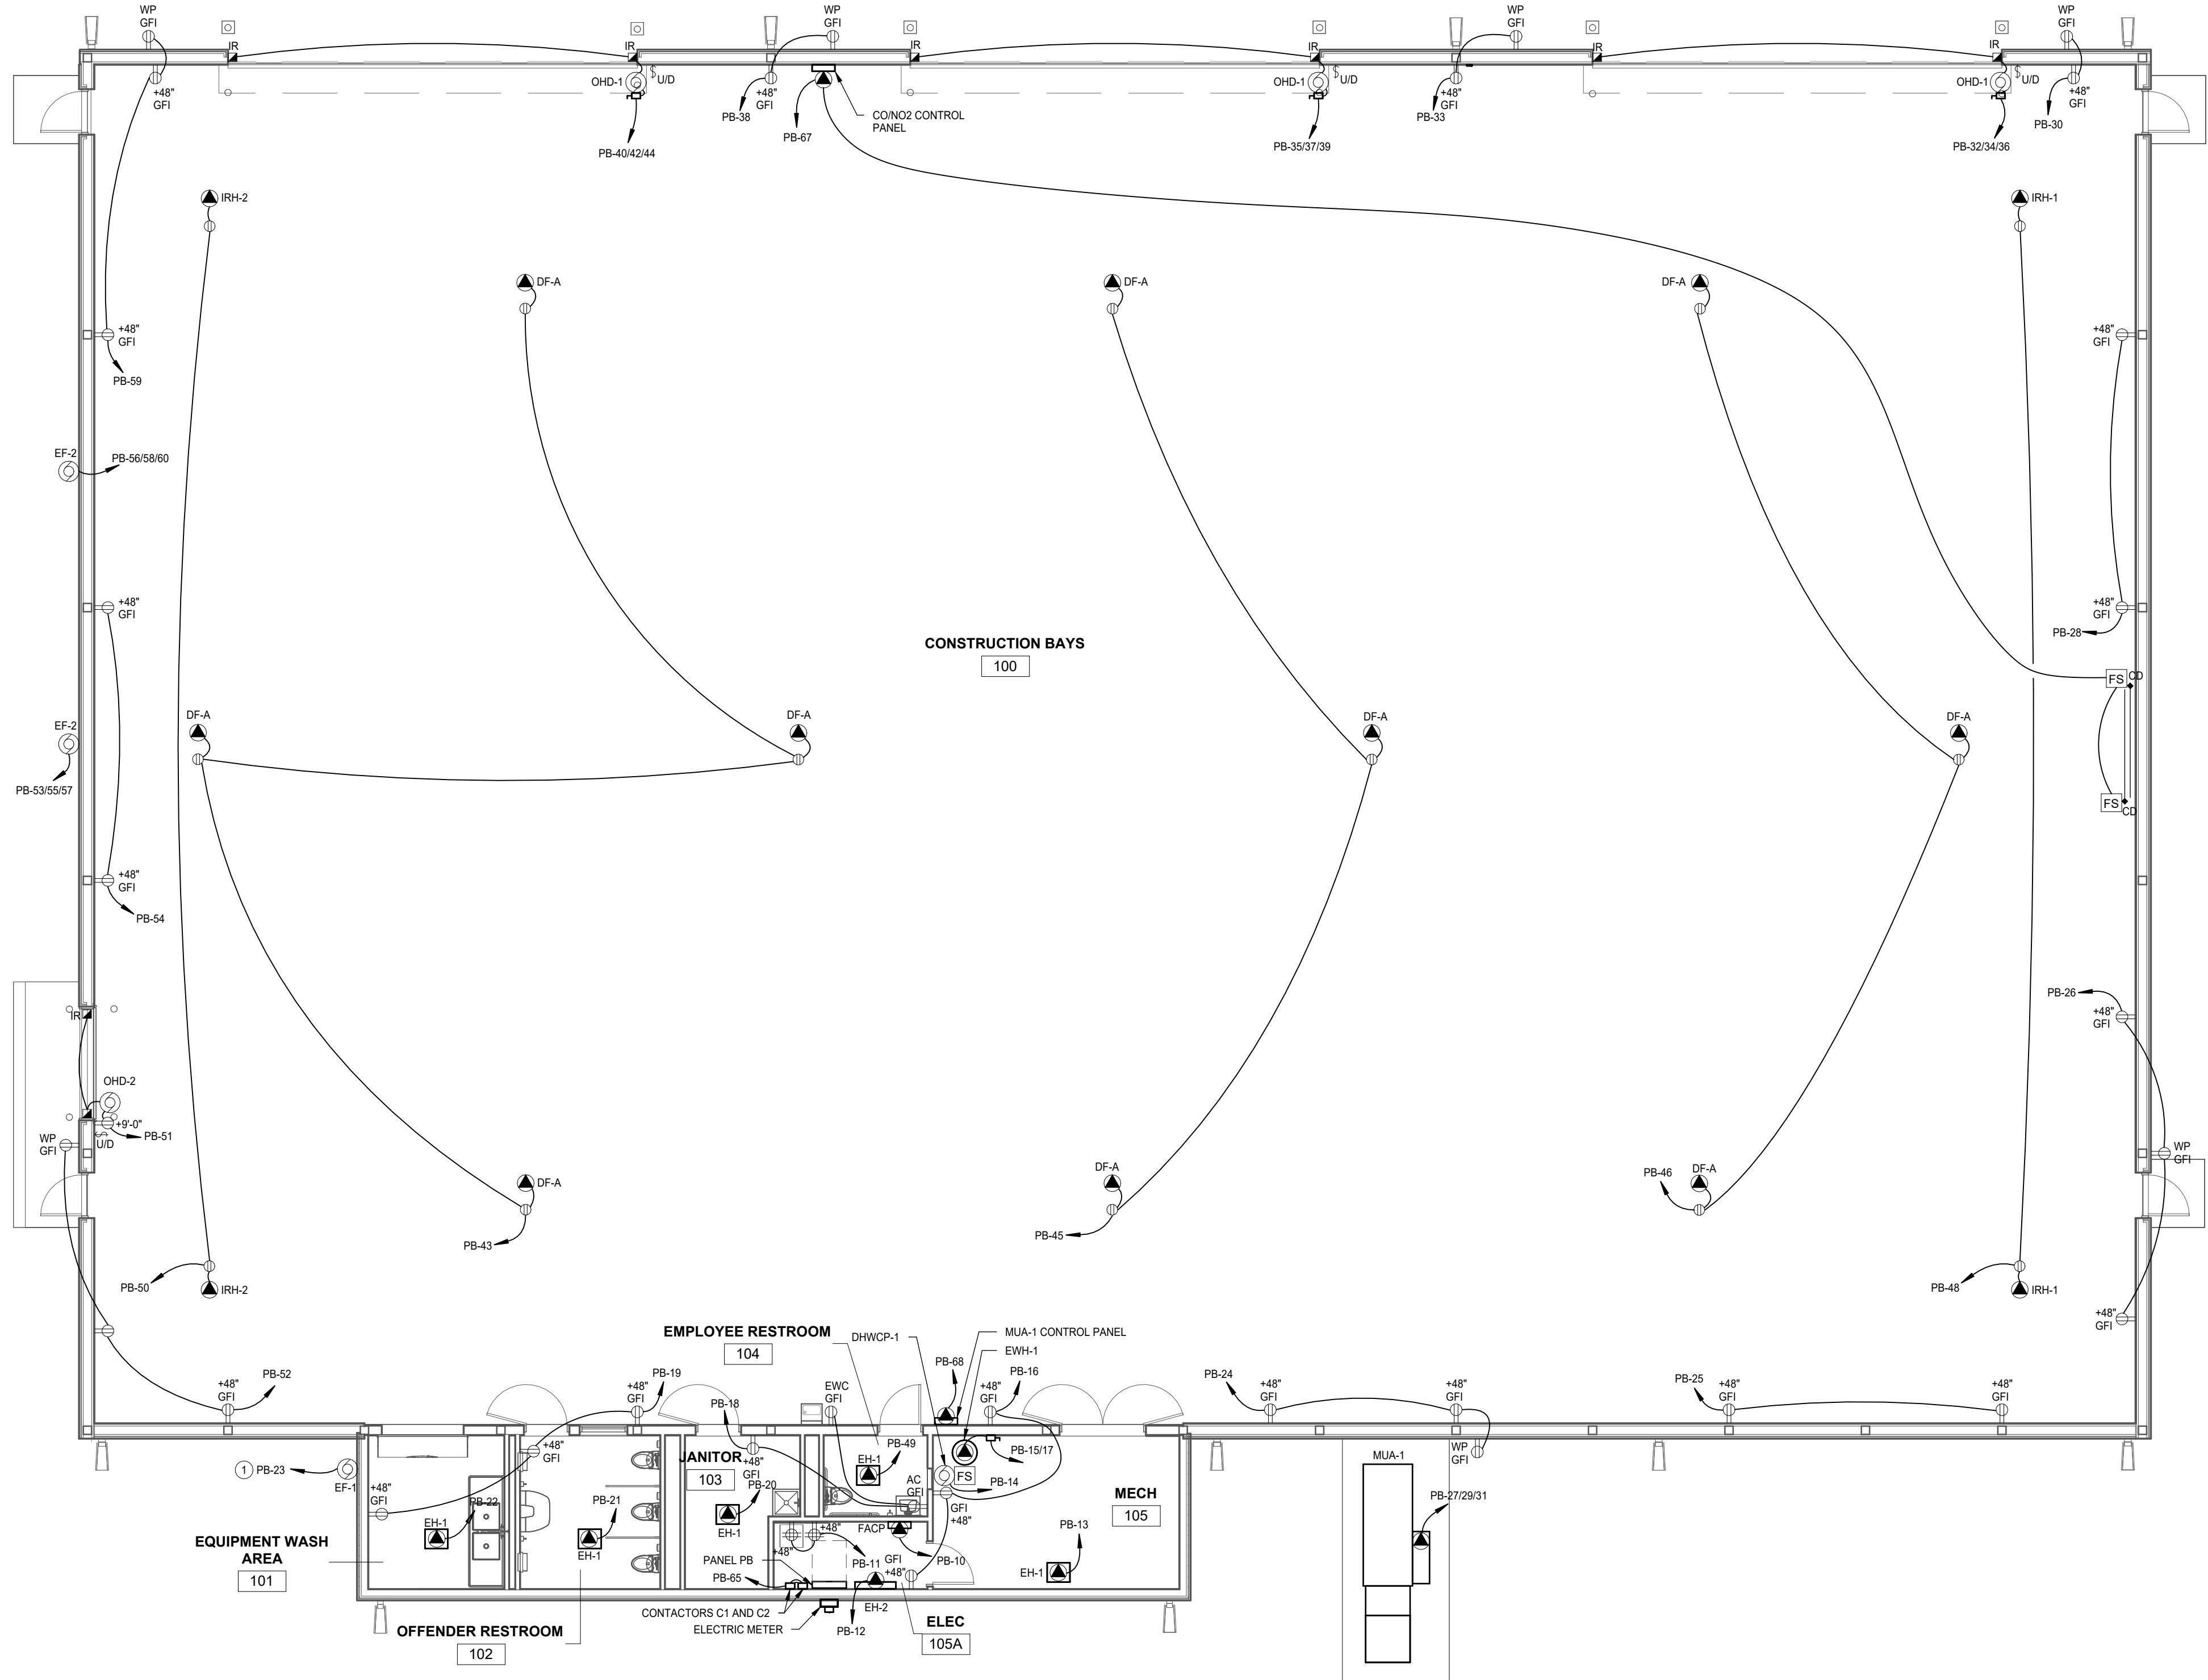 WP
GFI
WP
GFI
WP
GFI
WP
GFI
IR
IR
IR
IR
IR
IR
+48"
GFI
OHD-1
U/D
+48"
GFI
PB-38
PB-67
CO/NO2 CONTROL
PANEL
OHD-1
U/D
+48"
GFI
PB-33
OHD-1
U/D
+48"
GFI
PB-30
PB-40/42/44
PB-35/37/39
PB-32/34/36
IRH-2
IRH-1
DF-A
DF-A
DF-A
+48"
GFI
PB-59
+48"
GFI
EF-2
PB-56/58/60
+48"
GFI
+48"
GFI
PB-28
CONSTRUCTION BAYS
100
FS
CD
DF-A
DF-A
DF-A
DF-A
EF-2
PB-53/55/57
FS
CD
+48"
GFI
PB-54
PB-26
+48"
GFI
IR
OHD-2
+9'-0"
PB-51
U/D
WP
GFI
WP
GFI
DF-A
DF-A
DF-A
PB-46
PB-43
PB-45
PB-50
IRH-2
PB-48
IRH-1
+48"
GFI
EMPLOYEE RESTROOM
104
DHWCP-1
MUA-1 CONTROL PANEL
EWH-1
PB-68
PB-16
PB-52
+48"
GFI
PB-19
+48"
GFI
PB-18
EWC
GFI
+48"
GFI
PB-24
+48"
GFI
+48"
GFI
PB-25
+48"
GFI
+48"
GFI
1
PB-23
EF-1
+48"
GFI
+48"
GFI
JANITOR
103
+48"
GFI
PB-20
EH-1
PB-49
EH-1
AC
GFI
FS
PB-15/17
PB-14
WP
GFI
MUA-1
PB-27/29/31
PB-22
EH-1
PB-21
EH-1
GFI
+48"
MECH
105
EQUIPMENT WASH
AREA
101
FACP
+48"
+48"
PB-11
GFI
+48"
PB-10
PB-13
EH-1
PANEL PB
PB-65
EH-2
CONTACTORS C1 AND C2
ELECTRIC METER
PB-12
ELEC
105A
OFFENDER RESTROOM
102